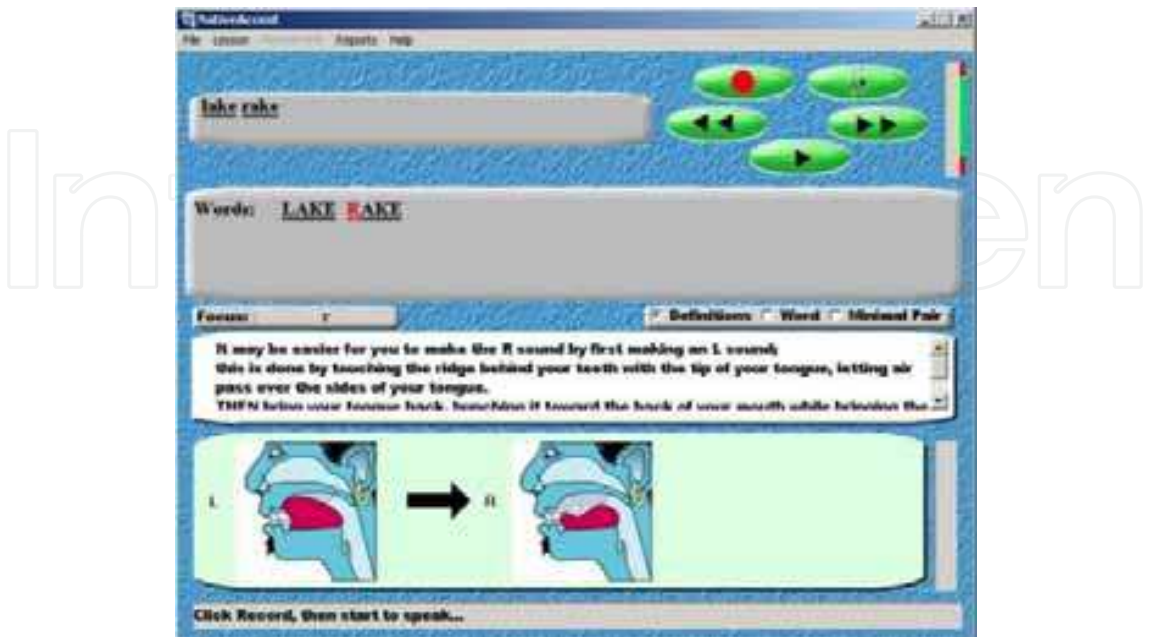 NativeAccent
File Lesson Reports Help
lake rake
Words: LAKE RAKE
Focus: r
Definitions Word Minimal Pair
It may be easier for you to make the R sound by first making an L sound;
this is done by touching the ridge behind your teeth with the tip of your tongue, letting air
pass over the sides of your tongue.
THEN bring your tongue back, bunching it toward the back of your mouth while bringing the
L R
Click Record, then start to speak...